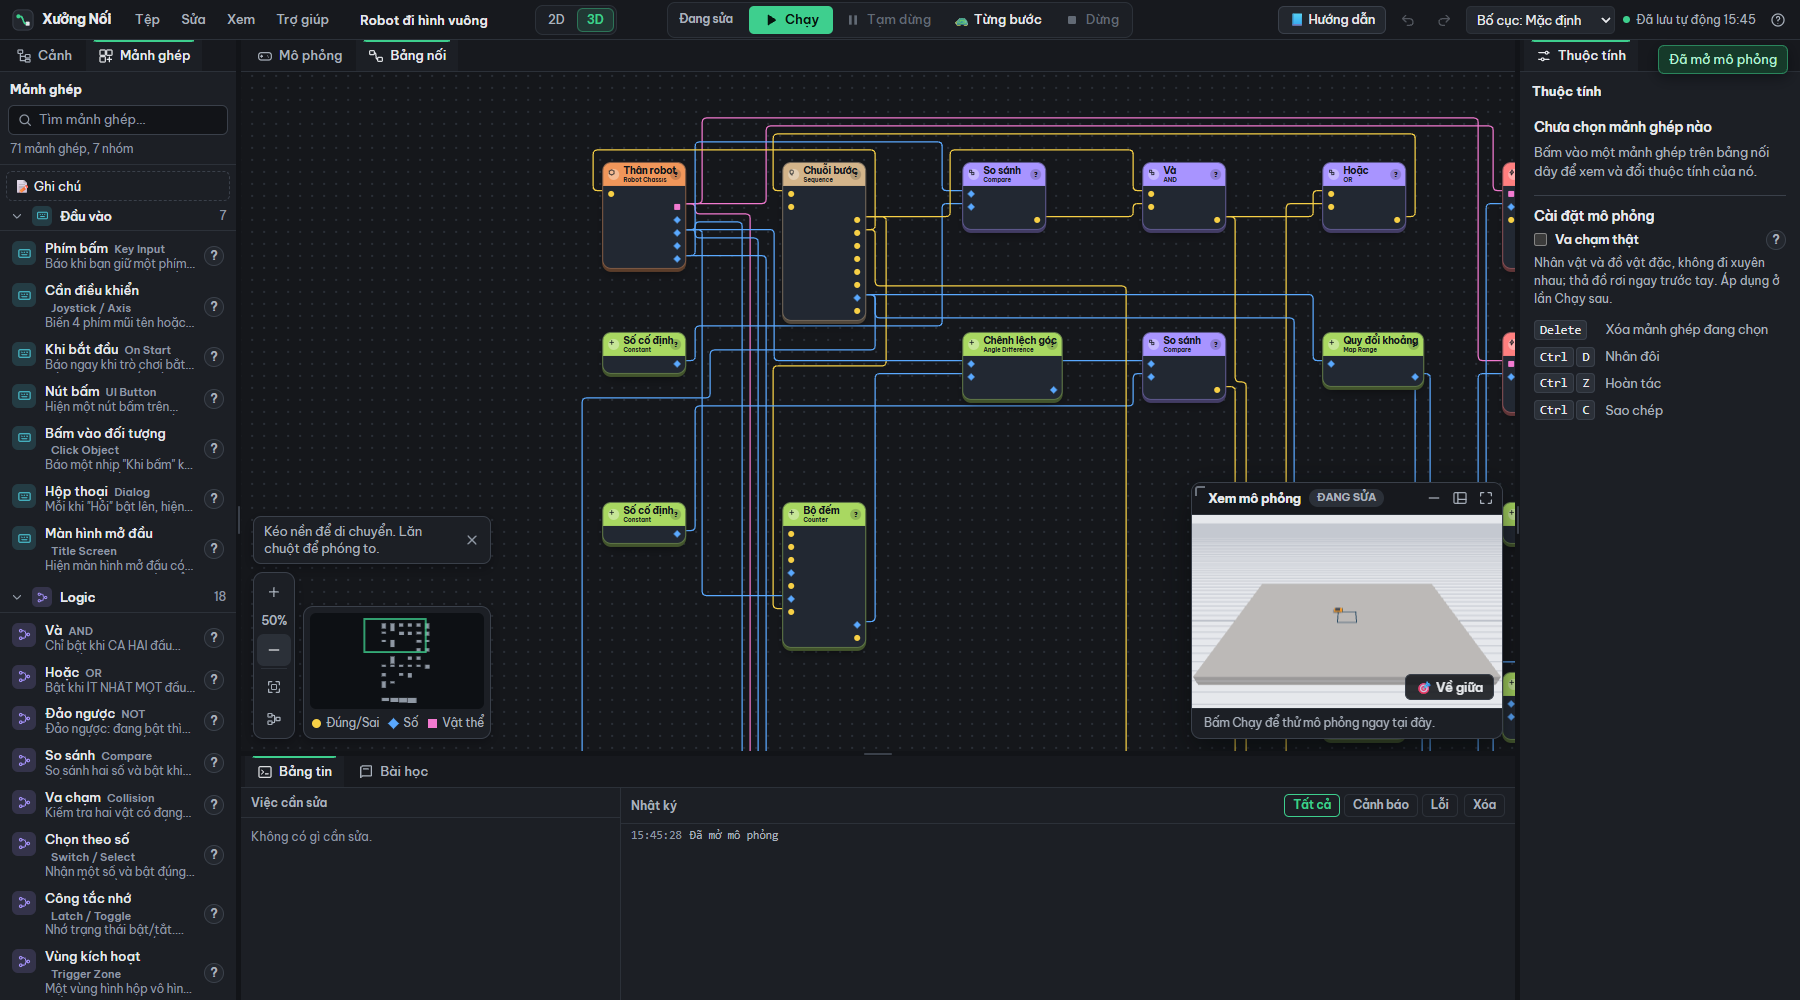 Xưởng Nối
Tệp
Sửa
Xem
Trợ giúp
Robot đi hình vuông
2D
3D
Đang sửa
Chạy
Tạm dừng
Từng bước
Dừng
Hướng dẫn
Bố cục: Mặc định
Đã lưu tự động 15:45
Cảnh
Mảnh ghép
Mô phỏng
Bảng nối
Thuộc tính
Đã mở mô phỏng
Mảnh ghép
Tìm mảnh ghép...
71 mảnh ghép, 7 nhóm
Ghi chú
Đầu vào
7
Phím bấm Key Input
Báo khi bạn giữ một phím...
?
Cần điều khiển
Joystick / Axis
Biến 4 phím mũi tên hoặc...
?
Khi bắt đầu On Start
Báo ngay khi trò chơi bắt...
?
Nút bấm UI Button
Hiện một nút bấm trên...
?
Bấm vào đối tượng
Click Object
Báo một nhịp "Khi bấm" k...
?
Hộp thoại Dialog
Mỗi khi "Hỏi" bật lên, hiện...
?
Màn hình mở đầu
Title Screen
Hiện màn hình mở đầu có...
?
Logic
18
Và AND
Chỉ bật khi CẢ HAI đầu...
?
Hoặc OR
Bật khi ÍT NHẤT MỘT đầu...
?
Đảo ngược NOT
Đảo ngược: đang bật thì...
?
So sánh Compare
So sánh hai số và bật khi...
?
Va chạm Collision
Kiểm tra hai vật có đang...
?
Chọn theo số
Switch / Select
Nhận một số và bật đúng...
?
Công tắc nhớ
Latch / Toggle
Nhớ trạng thái bật/tắt....
?
Vùng kích hoạt
Trigger Zone
Một vùng hình hộp vô hìn...
?
Thân robot
Robot Chassis
Chuỗi bước
Sequence
So sánh
Compare
Và
AND
Hoặc
OR
Số cố định
Constant
Chênh lệch góc
Angle Difference
So sánh
Compare
Quy đổi khoảng
Map Range
Số cố định
Constant
Bộ đếm
Counter
Kéo nền để di chuyển. Lăn
chuột để phóng to.
50%
Đúng/Sai
Số
Vật thể
Xem mô phỏng
ĐANG SỬA
Về giữa
Bấm Chạy để thử mô phỏng ngay tại đây.
Thuộc tính
Chưa chọn mảnh ghép nào
Bấm vào một mảnh ghép trên bảng nối
dây để xem và đổi thuộc tính của nó.
Cài đặt mô phỏng
Va chạm thật
?
Nhân vật và đồ vật đặc, không đi xuyên
nhau; thả đồ rơi ngay trước tay. Áp dụng ở
lần Chạy sau.
Delete Xóa mảnh ghép đang chọn
Ctrl D Nhân đôi
Ctrl Z Hoàn tác
Ctrl C Sao chép
Bảng tin
Bài học
Việc cần sửa
Không có gì cần sửa.
Nhật ký
Tất cả
Cảnh báo
Lỗi
Xóa
15:45:28 Đã mở mô phỏng